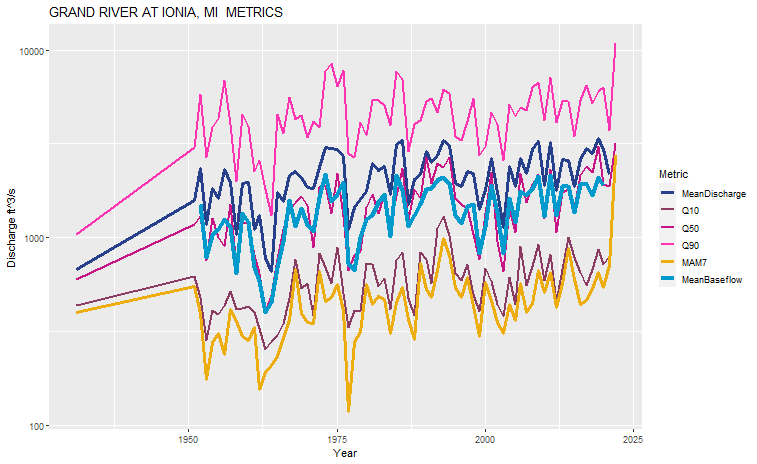 GRAND RIVER AT IONIA, MI  METRICS
10000
1000
100
Discharge ft^3/s
1950
1975
2000
2025
Year
Metric
MeanDischarge
Q10
Q50
Q90
MAM7
MeanBaseflow